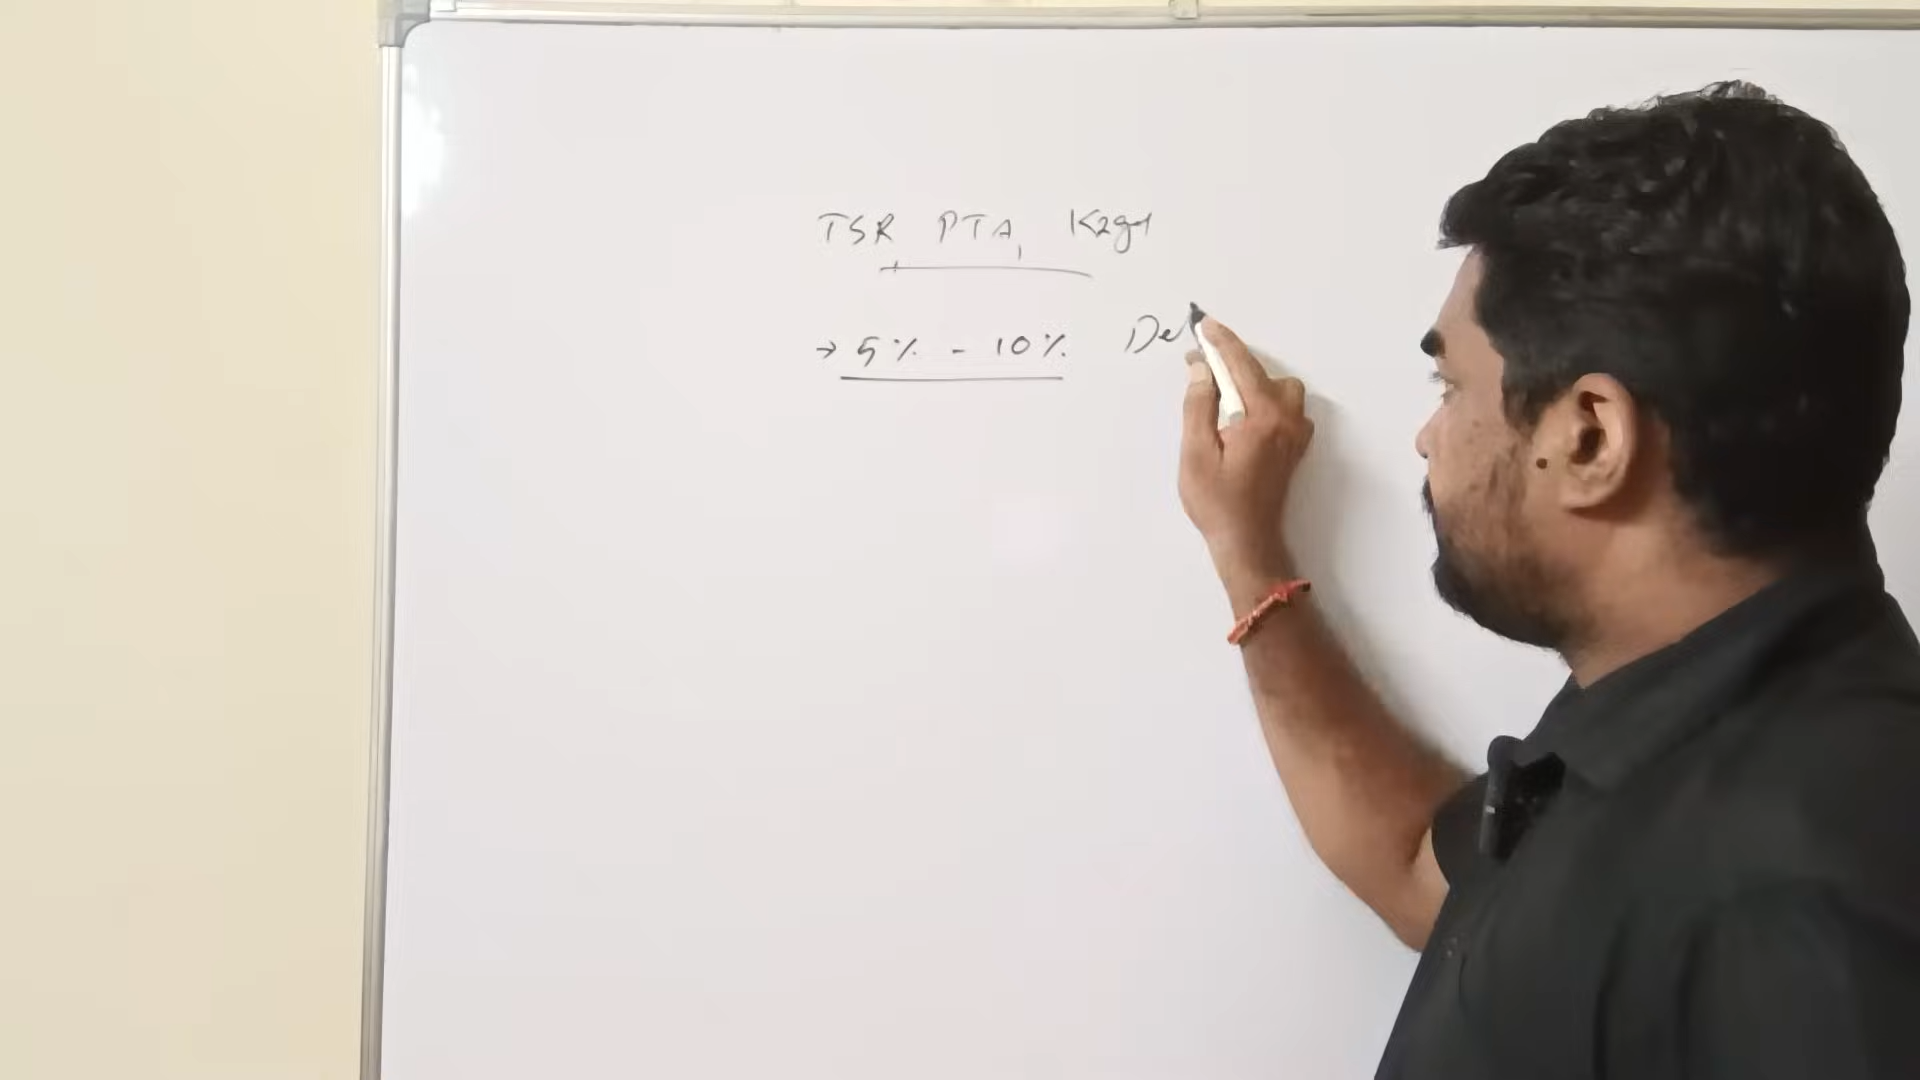 TSR, PTA, K2g1
→ 5% - 10% De